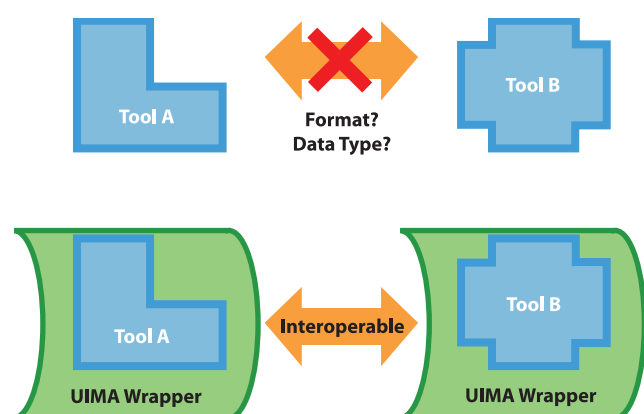 Tool A
Tool B
Format?
Data Type?
Tool A
Interoperable
Tool B
UIMA Wrapper
UIMA Wrapper